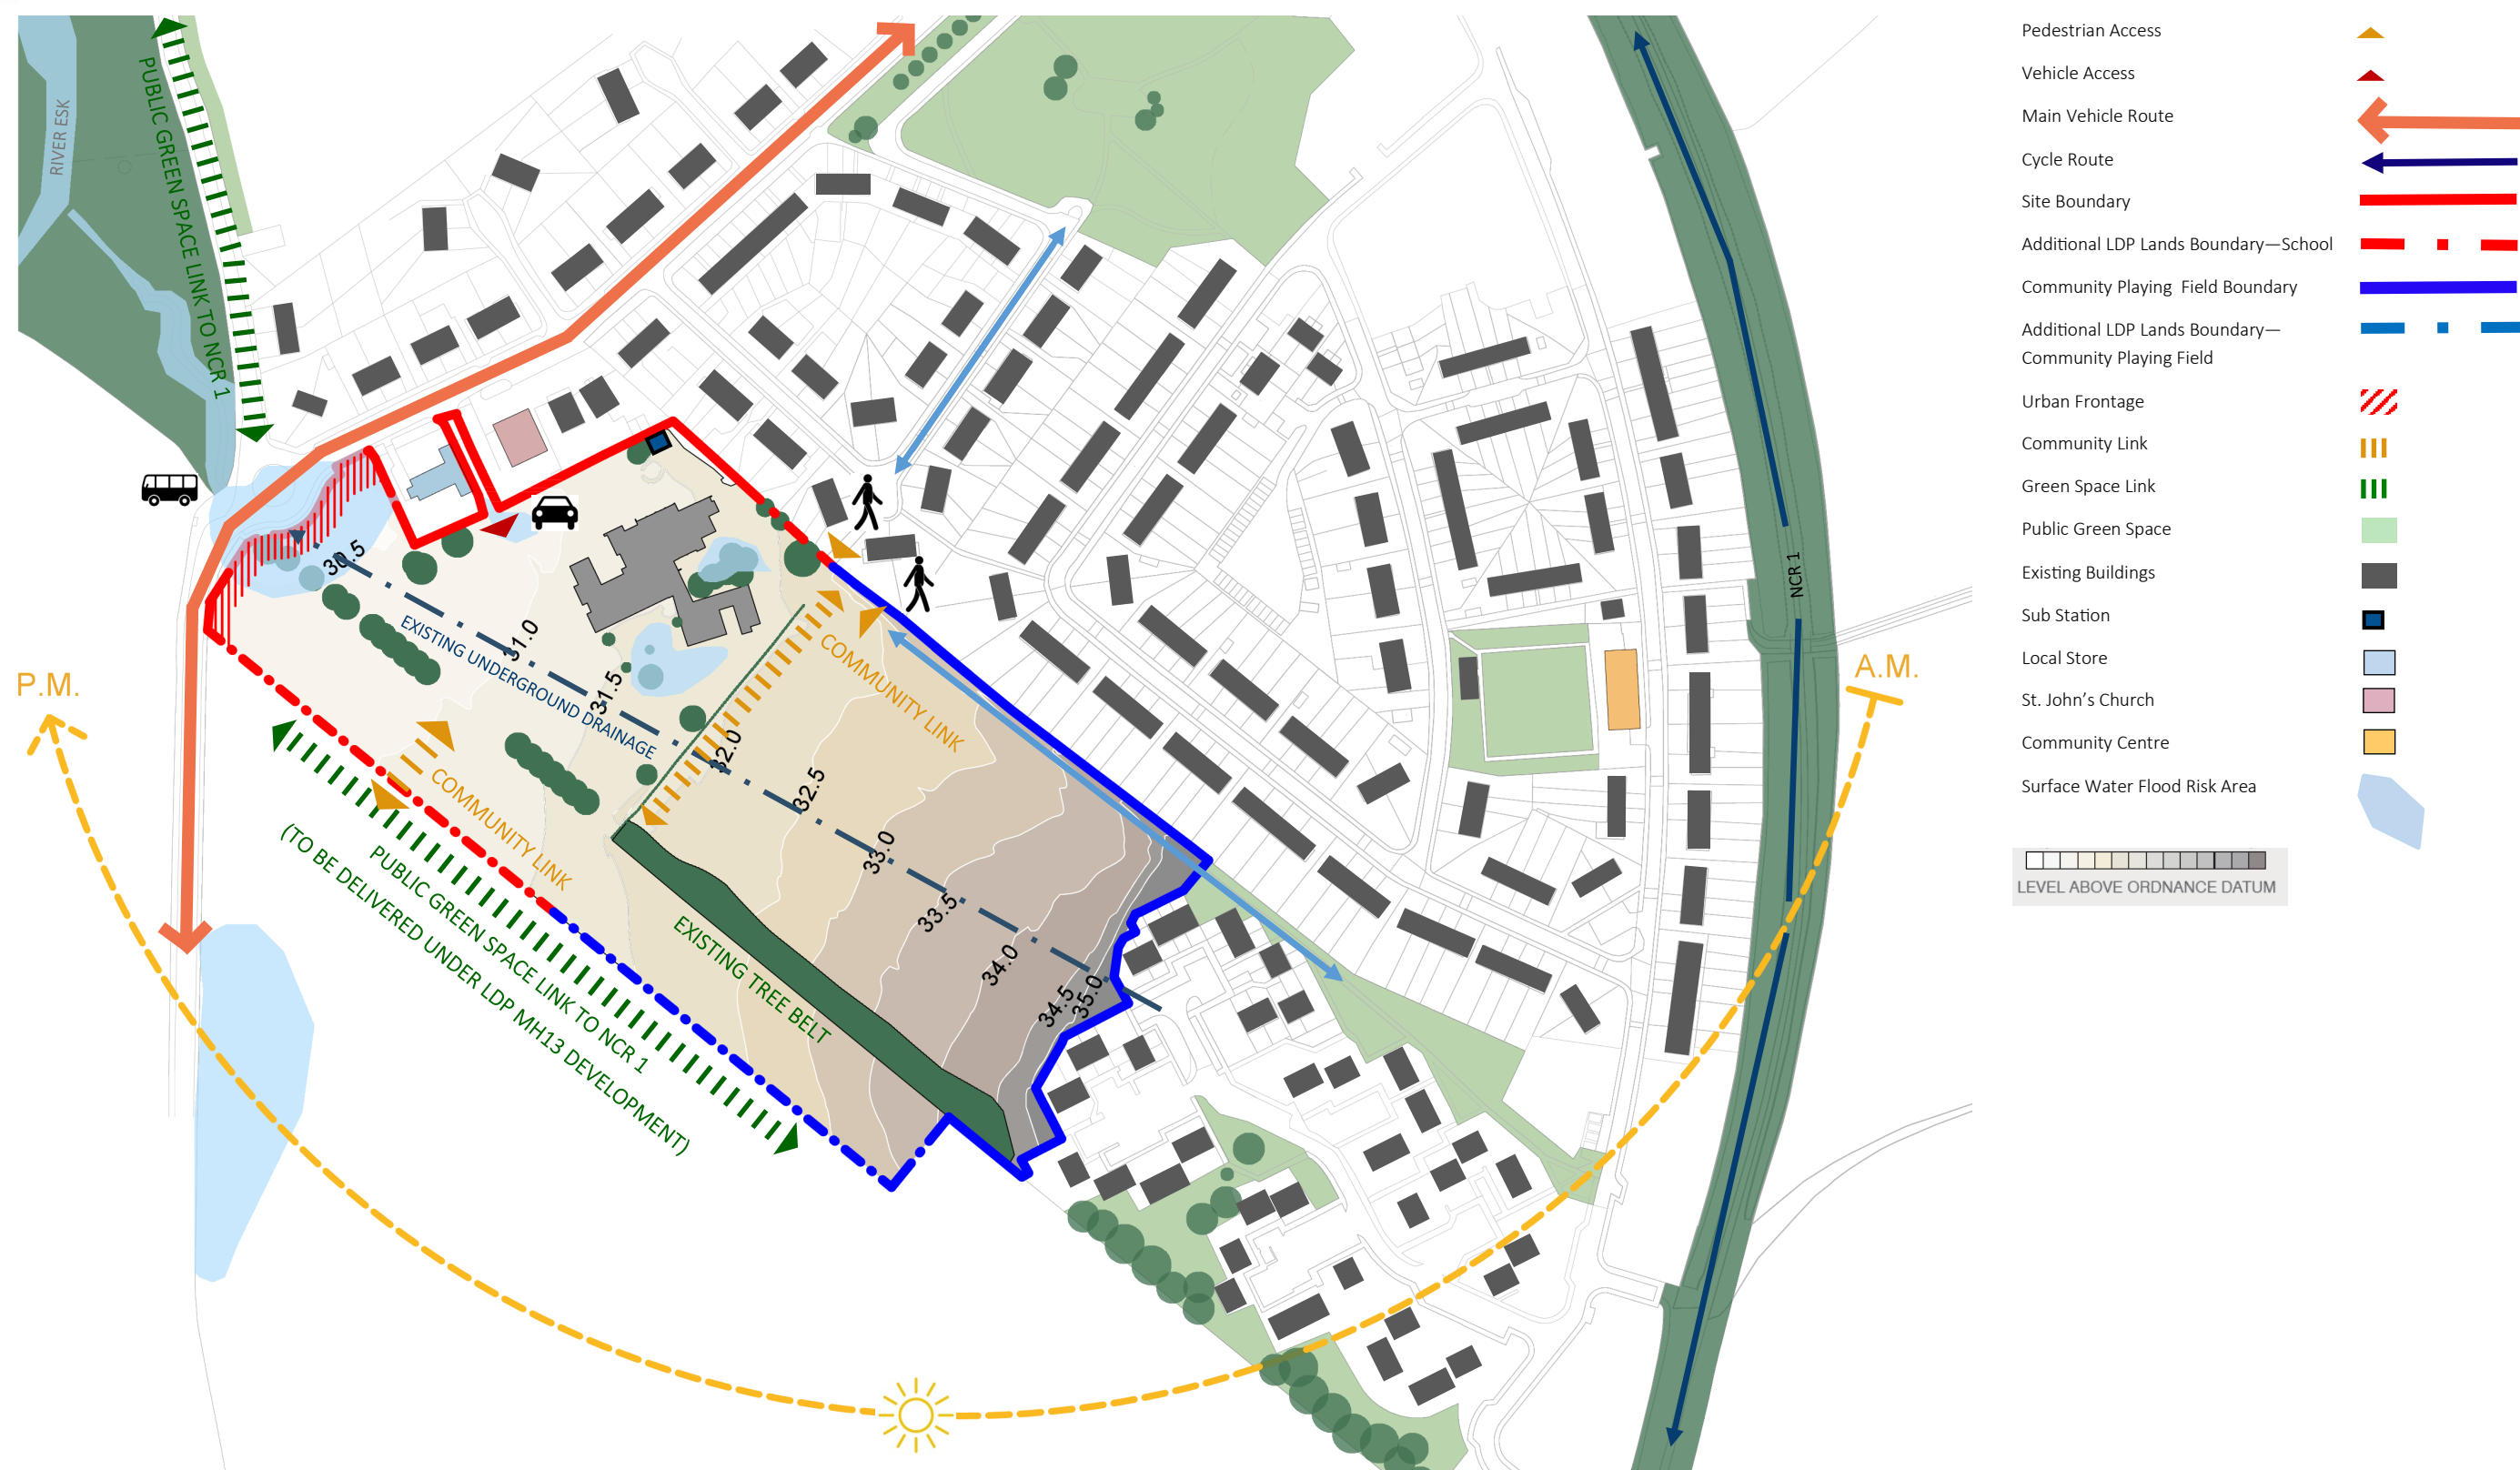 RIVER ESK
PUBLIC GREEN SPACE LINK TO NCR 1
30.5
31.0
31.5
32.0
32.5
33.0
33.5
34.0
34.5
35.0
EXISTING UNDERGROUND DRAINAGE
COMMUNITY LINK
COMMUNITY LINK
EXISTING TREE BELT
PUBLIC GREEN SPACE LINK TO NCR 1
(TO BE DELIVERED UNDER LDP MH13 DEVELOPMENT)
P.M.
A.M.
NCR 1
Pedestrian Access
Vehicle Access
Main Vehicle Route
Cycle Route
Site Boundary
Additional LDP Lands Boundary—School
Community Playing Field Boundary
Additional LDP Lands Boundary—
Community Playing Field
Urban Frontage
Community Link
Green Space Link
Public Green Space
Existing Buildings
Sub Station
Local Store
St. John's Church
Community Centre
Surface Water Flood Risk Area
LEVEL ABOVE ORDNANCE DATUM